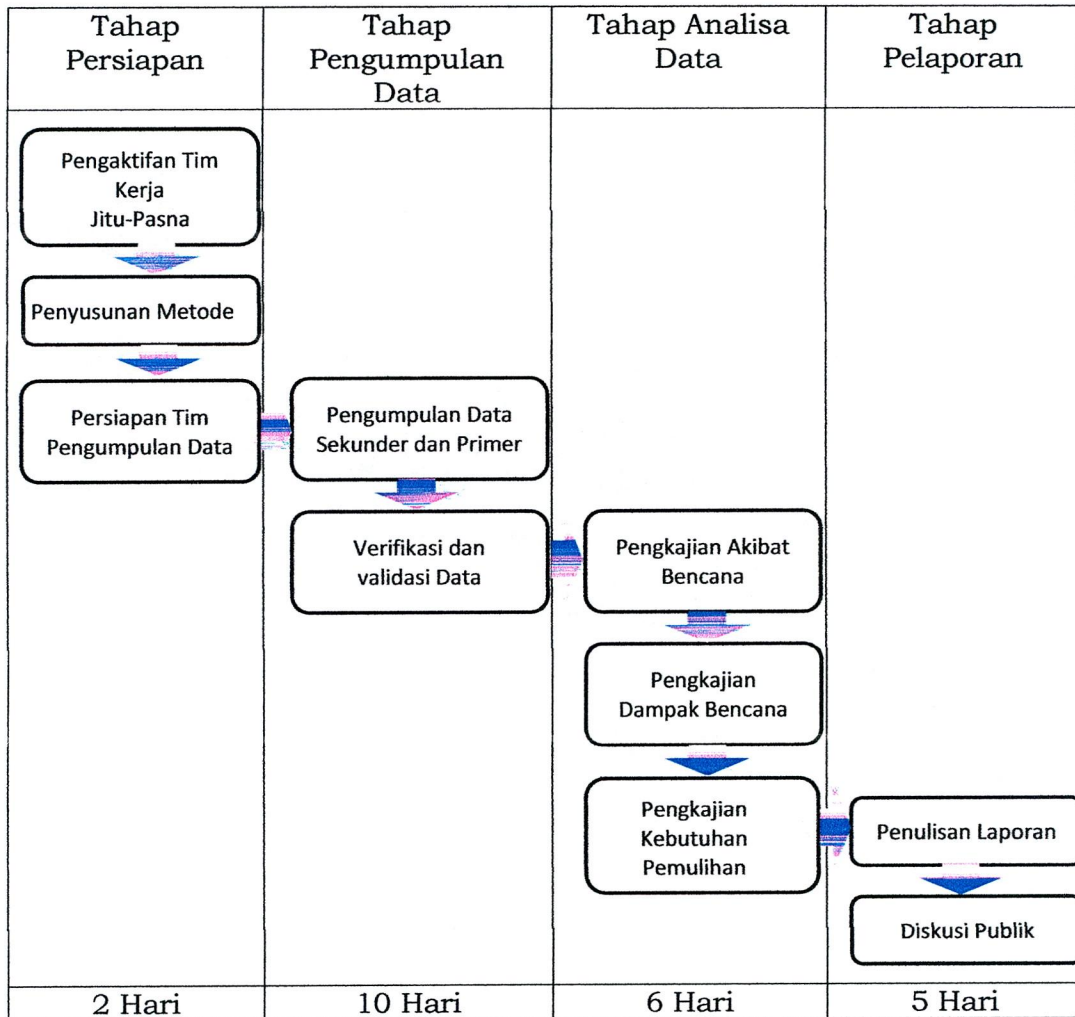 Tahap
Persiapan
Tahap
Pengumpulan
Data
Tahap Analisa
Data
Tahap
Pelaporan
Pengaktifan Tim
Kerja
Jitu-Pasna
Penyusunan Metode
Persiapan Tim
Pengumpulan Data
Pengumpulan Data
Sekunder dan Primer
Verifikasi dan
validasi Data
Pengkajian Akibat
Bencana
Pengkajian
Dampak Bencana
Pengkajian
Kebutuhan
Pemulihan
Penulisan Laporan
Diskusi Publik
2 Hari
10 Hari
6 Hari
5 Hari